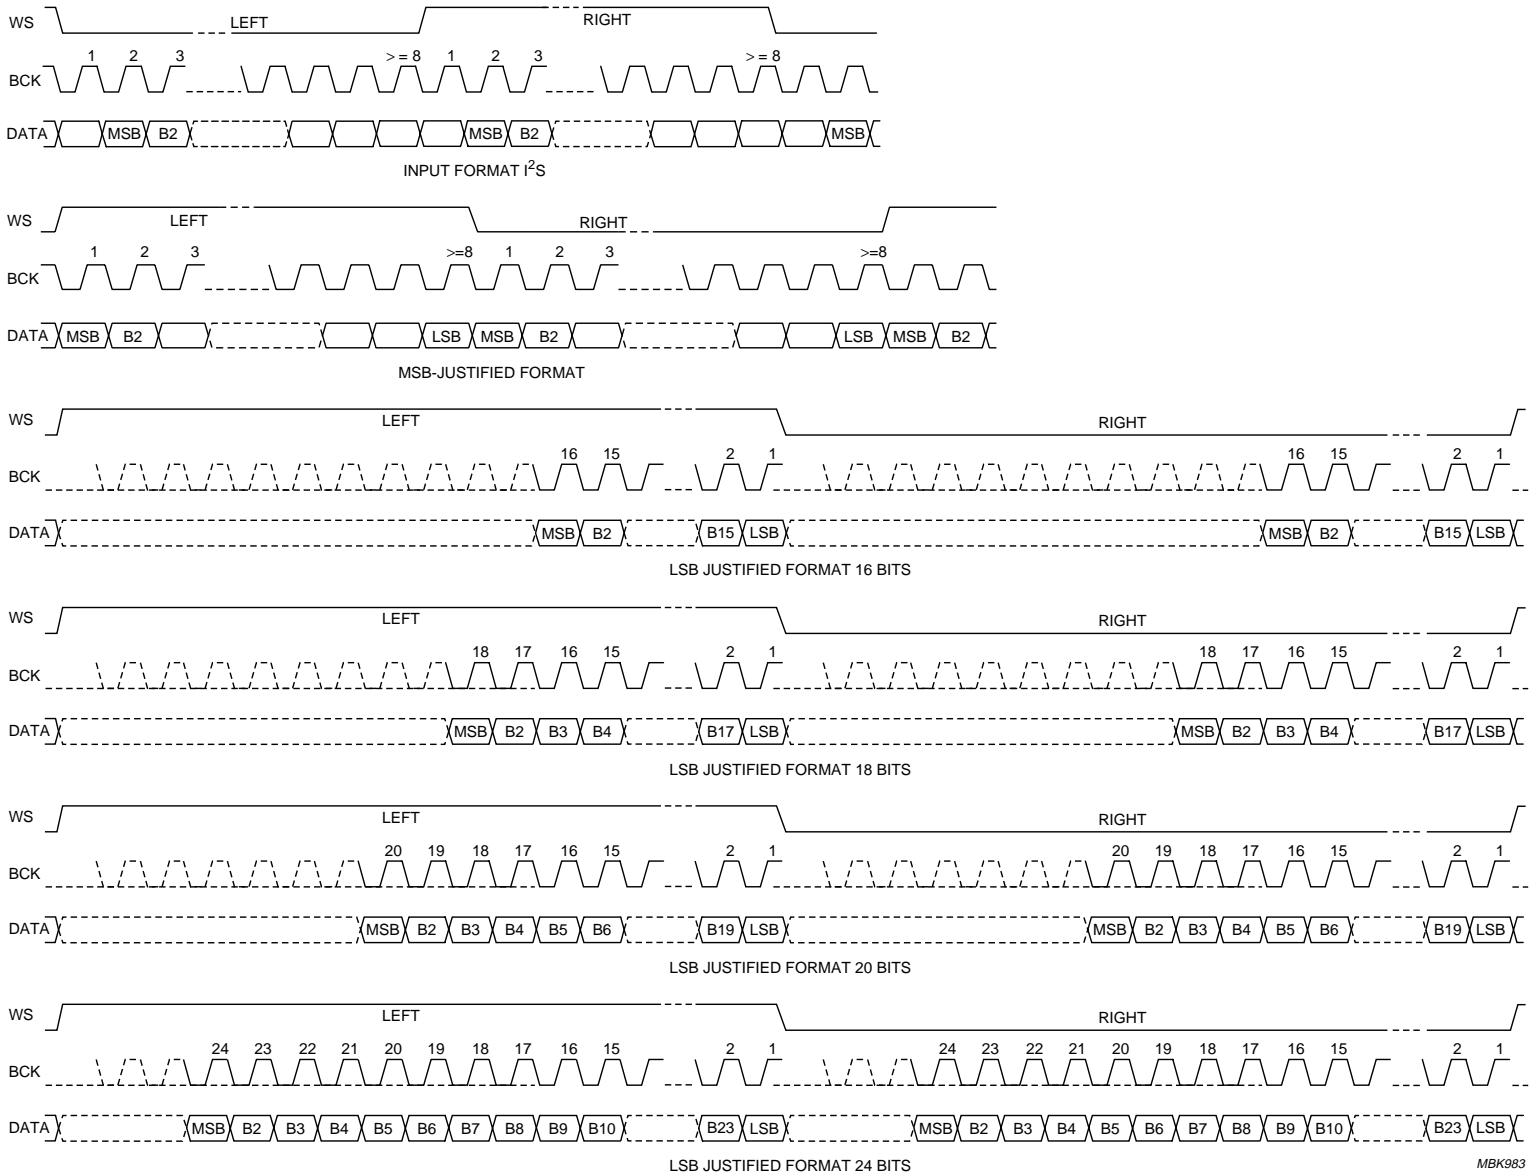 WS LEFT RIGHT
1 2 3 > = 8 1 2 3 > = 8
BCK
DATA MSB B2 MSB B2 MSB
INPUT FORMAT I²S
WS LEFT RIGHT
1 2 3 >=8 1 2 3 >=8
BCK
DATA MSB B2 LSB MSB B2 LSB MSB B2
MSB-JUSTIFIED FORMAT
WS LEFT RIGHT
16 15 2 1 16 15 2 1
BCK
DATA MSB B2 B15 LSB MSB B2 B15 LSB
LSB JUSTIFIED FORMAT 16 BITS
WS LEFT RIGHT
18 17 16 15 2 1 18 17 16 15 2 1
BCK
DATA MSB B2 B3 B4 B17 LSB MSB B2 B3 B4 B17 LSB
LSB JUSTIFIED FORMAT 18 BITS
WS LEFT RIGHT
20 19 18 17 16 15 2 1 20 19 18 17 16 15 2 1
BCK
DATA MSB B2 B3 B4 B5 B6 B19 LSB MSB B2 B3 B4 B5 B6 B19 LSB
LSB JUSTIFIED FORMAT 20 BITS
WS LEFT RIGHT
24 23 22 21 20 19 18 17 16 15 2 1 24 23 22 21 20 19 18 17 16 15 2 1
BCK
DATA MSB B2 B3 B4 B5 B6 B7 B8 B9 B10 B23 LSB MSB B2 B3 B4 B5 B6 B7 B8 B9 B10 B23 LSB
LSB JUSTIFIED FORMAT 24 BITS
MBK983